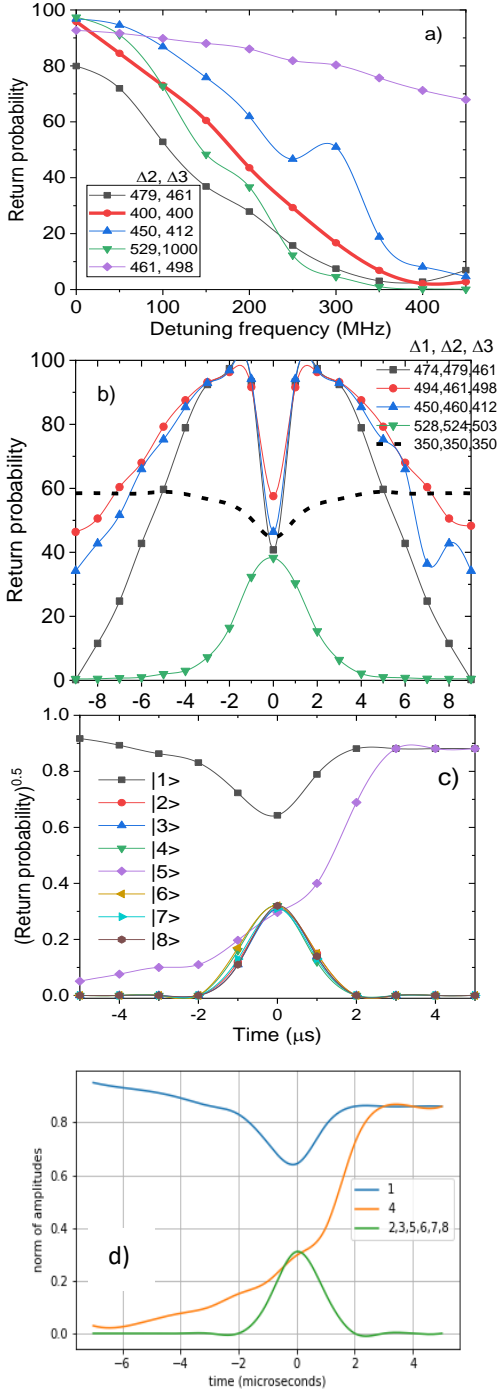 100
80
60
40
20
0
Return probability
a)
Δ2, Δ3
479, 461
400, 400
450, 412
529,1000
461, 498
0 100 200 300 400
Detuning frequency (MHz)
100
80
60
40
20
0
Return probability
b)
Δ1, Δ2, Δ3
474,479,461
494,461,498
450,460,412
528,524,503
350,350,350
-8 -6 -4 -2 0 2 4 6 8
1.0
0.9
0.6
0.3
0.0
(Return probability)^0.5
c)
|1>
|2>
|3>
|4>
|5>
|6>
|7>
|8>
-4 -2 0 2 4
Time (μs)
0.8
0.6
0.4
0.2
0.0
norm of amplitudes
d)
1
4
2,3,5,6,7,8
−6 −4 −2 0 2 4
time (microseconds)